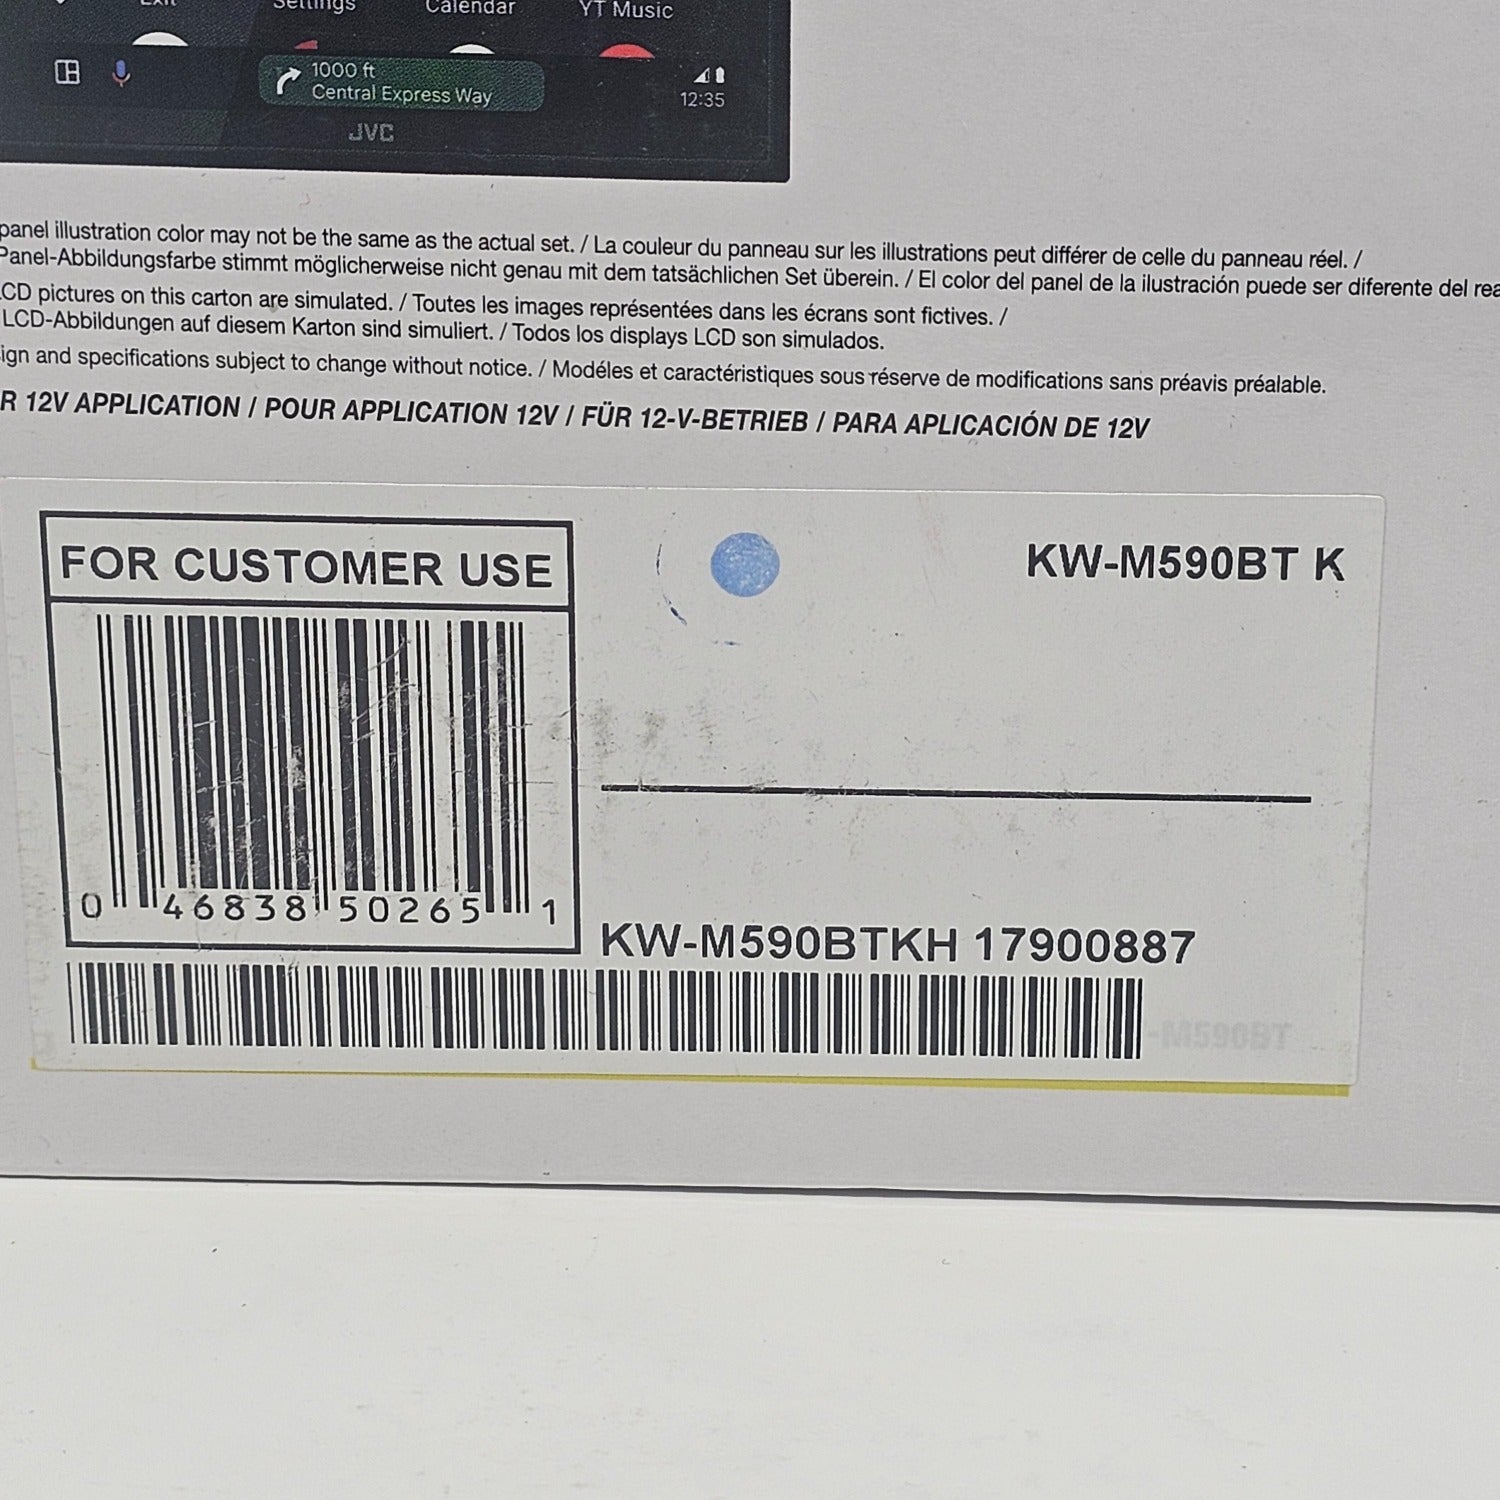 Settings Calendar YT Music
1000 ft
Central Express Way
12:35
JVC
panel illustration color may not be the same as the actual set. / La couleur du panneau sur les illustrations peut différer de celle du panneau réel. /
Panel-Abbildungsfarbe stimmt möglicherweise nicht genau mit dem tatsächlichen Set überein. / El color del panel de la ilustración puede ser diferente del rea
LCD pictures on this carton are simulated. / Toutes les images représentées dans les écrans sont fictives. /
LCD-Abbildungen auf diesem Karton sind simuliert. / Todos los displays LCD son simulados.
ign and specifications subject to change without notice. / Modéles et caractéristiques sous réserve de modifications sans préavis préalable.
R 12V APPLICATION / POUR APPLICATION 12V / FÜR 12-V-BETRIEB / PARA APLICACIÓN DE 12V
FOR CUSTOMER USE
KW-M590BT K
0 46838 50265 1
KW-M590BTKH 17900887
-M590BT